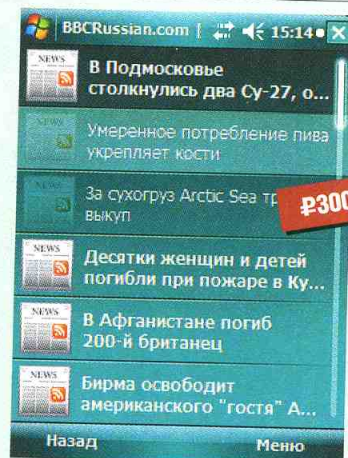 BBCRussian.com 15:14
NEWS
В Подмосковье
столкнулись два Су-27, о...
NEWS
Умеренное потребление пива
укрепляет кости
NEWS
За сухогруз Arctic Sea
выкуп
₽300
NEWS
Десятки женщин и детей
погибли при пожаре в Ку...
NEWS
В Афганистане погиб
200-й британец
NEWS
Бирма освободит
американского "гостя" А...
Назад Меню